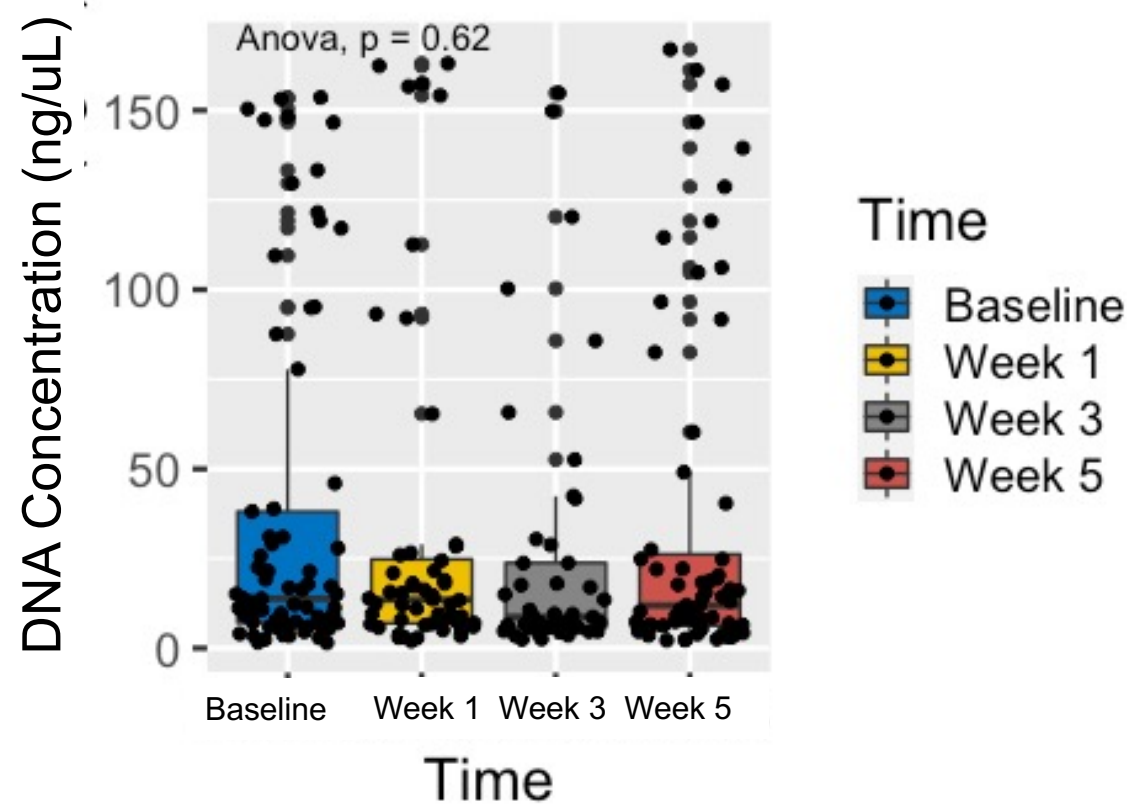 DNA Concentration (ng/uL)
Anova, p = 0.62
150
100
50
0
Baseline Week 1 Week 3 Week 5
Time
Time
Baseline
Week 1
Week 3
Week 5